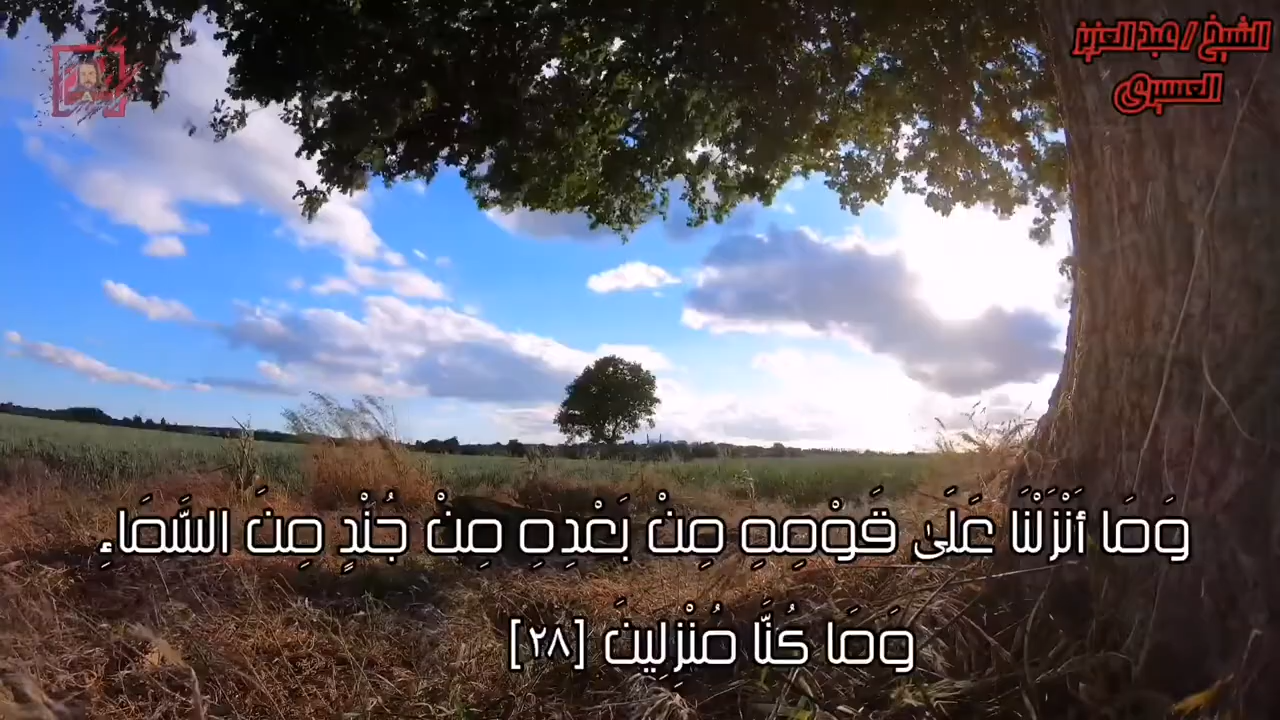 الشيخ / عبد العزيز
العسيري
وَمَا أَنْزَلْنَا عَلَىٰ قَوْمِهِ مِنْ بَعْدِهِ مِنْ جُنْدٍ مِنَ السَّمَاءِ
وَمَا كُنَّا مُنْزِلِينَ [٢٨]